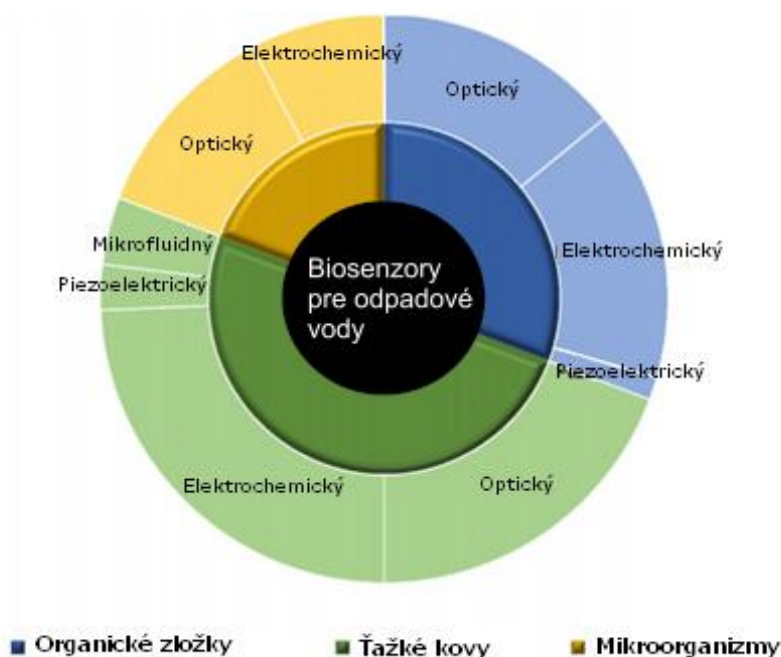 Elektrochemický
Optický
Optický
Mikrofluidný
Elektrochemický
Biosenzory
pre odpadové
vody
Piezoelektrický
Piezoelektrický
Elektrochemický
Optický
Organické zložky
Ťažké kovy
Mikroorganizmy